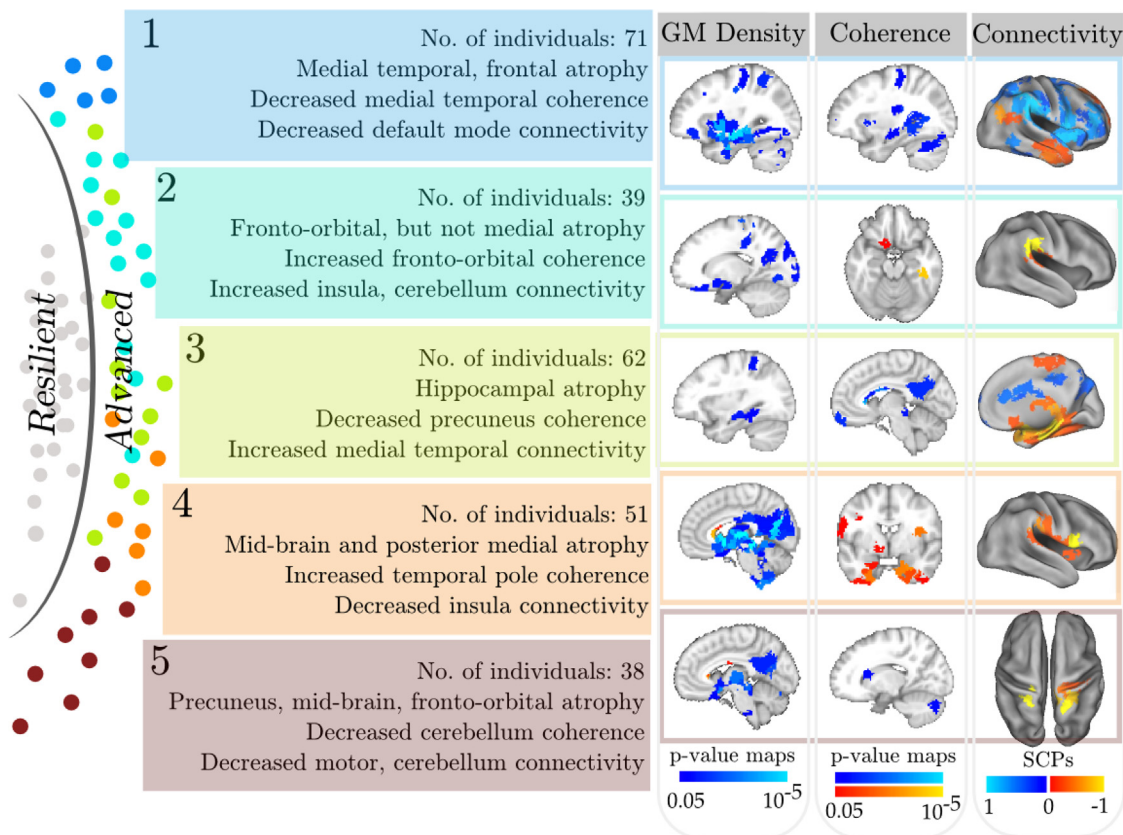 GM Density
Coherence
Connectivity
Resilient
Advanced
1
No. of individuals: 71
Medial temporal, frontal atrophy
Decreased medial temporal coherence
Decreased default mode connectivity
2
No. of individuals: 39
Fronto-orbital, but not medial atrophy
Increased fronto-orbital coherence
Increased insula, cerebellum connectivity
3
No. of individuals: 62
Hippocampal atrophy
Decreased precuneus coherence
Increased medial temporal connectivity
4
No. of individuals: 51
Mid-brain and posterior medial atrophy
Increased temporal pole coherence
Decreased insula connectivity
5
No. of individuals: 38
Precuneus, mid-brain, fronto-orbital atrophy
Decreased cerebellum coherence
Decreased motor, cerebellum connectivity
p-value maps
0.05 10⁻⁵
p-value maps
0.05 10⁻⁵
SCPs
1 0 -1